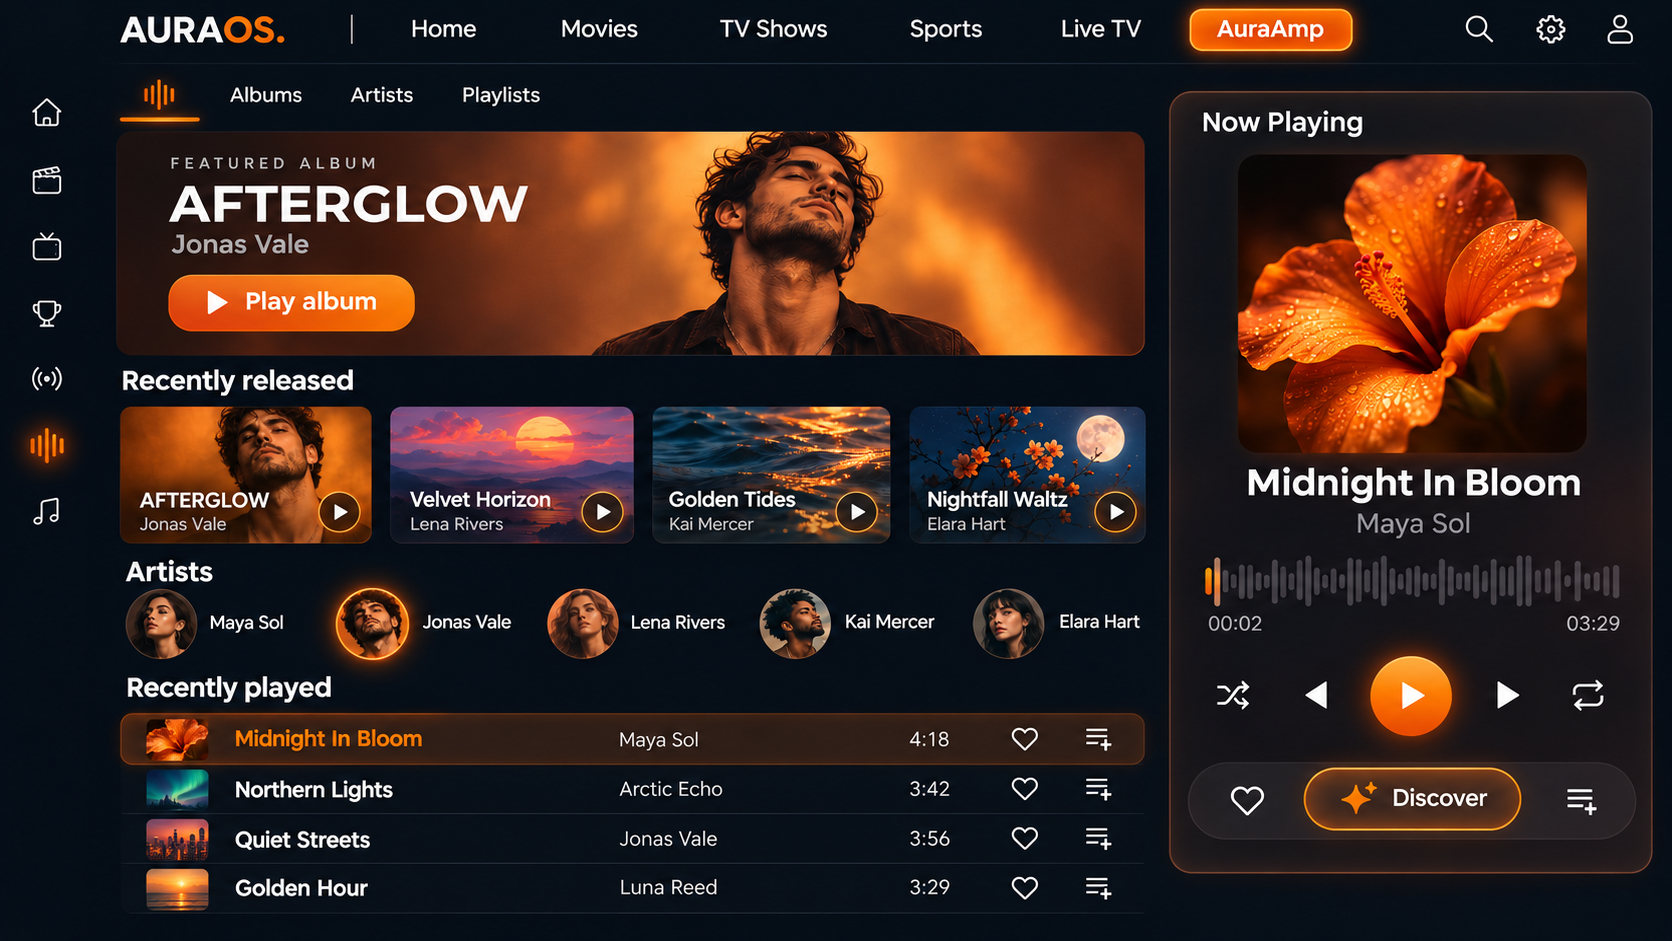 AURAOS.
Home
Movies
TV Shows
Sports
Live TV
AuraAmp
Albums
Artists
Playlists
FEATURED ALBUM
AFTERGLOW
Jonas Vale
Play album
Recently released
AFTERGLOW
Jonas Vale
Velvet Horizon
Lena Rivers
Golden Tides
Kai Mercer
Nightfall Waltz
Elara Hart
Artists
Maya Sol
Jonas Vale
Lena Rivers
Kai Mercer
Elara Hart
Recently played
Midnight In Bloom Maya Sol 4:18
Northern Lights Arctic Echo 3:42
Quiet Streets Jonas Vale 3:56
Golden Hour Luna Reed 3:29
Now Playing
Midnight In Bloom
Maya Sol
00:02 03:29
Discover